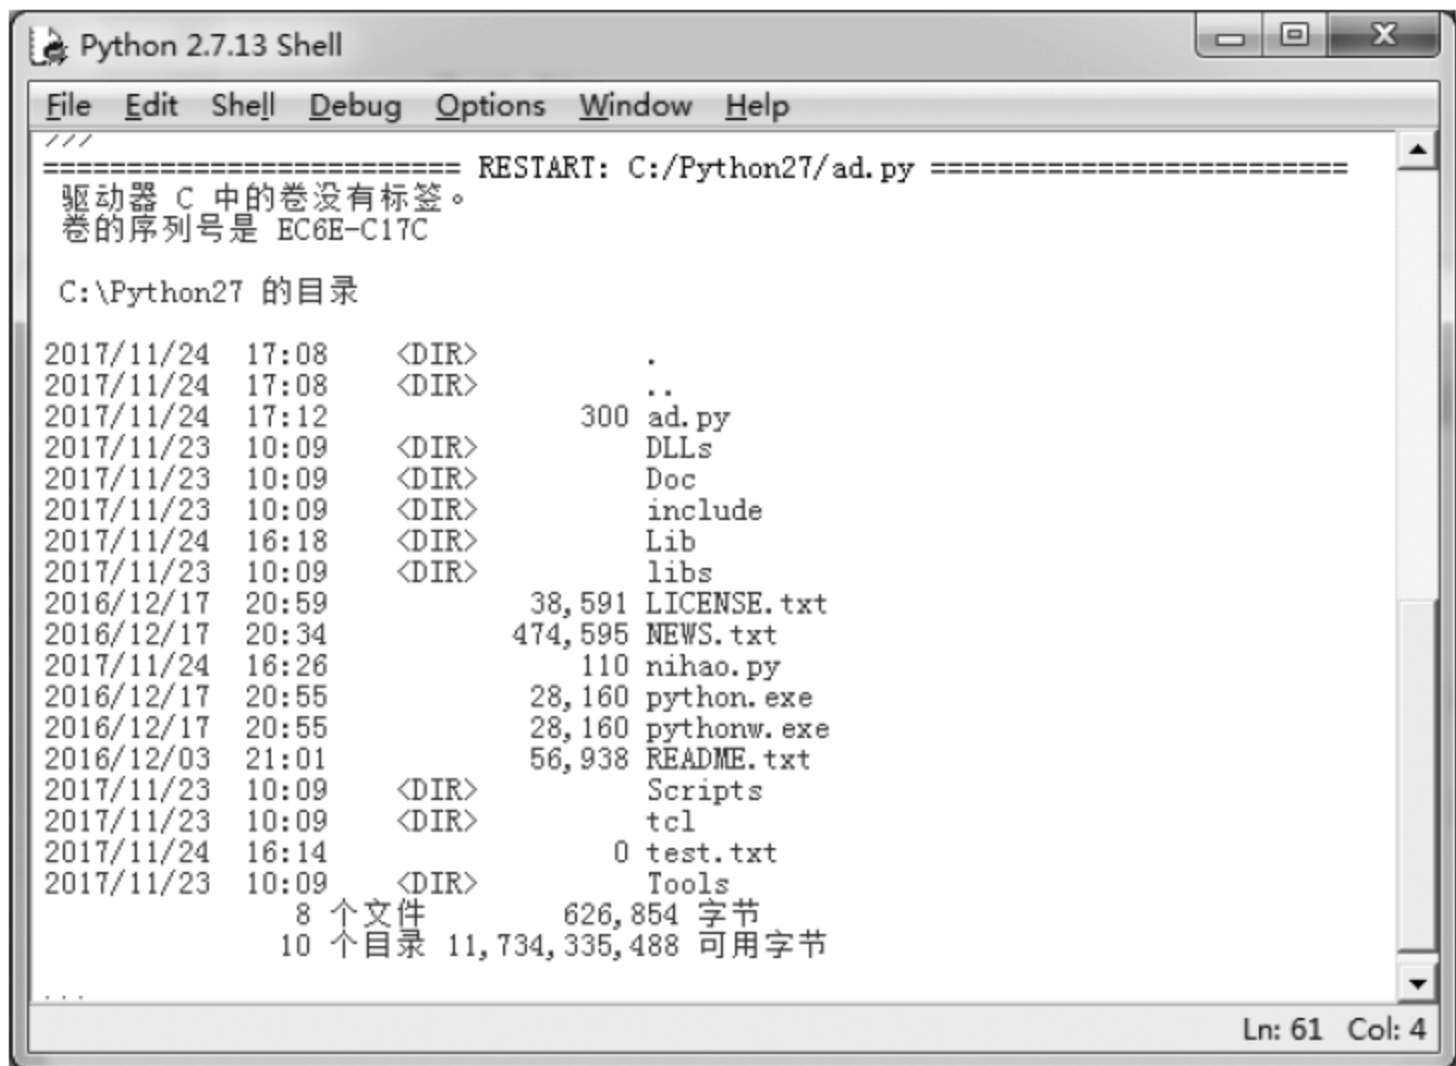 Python 2.7.13 Shell
File Edit Shell Debug Options Window Help
======================== RESTART: C:/Python27/ad.py ========================
驱动器 C 中的卷没有标签。
卷的序列号是 EC6E-C17C
C:\Python27 的目录
2017/11/24 17:08 <DIR> .
2017/11/24 17:08 <DIR> ..
2017/11/24 17:12 300 ad.py
2017/11/23 10:09 <DIR> DLLs
2017/11/23 10:09 <DIR> Doc
2017/11/23 10:09 <DIR> include
2017/11/24 16:18 <DIR> Lib
2017/11/23 10:09 <DIR> libs
2016/12/17 20:59 38,591 LICENSE.txt
2016/12/17 20:34 474,595 NEWS.txt
2017/11/24 16:26 110 nihao.py
2016/12/17 20:55 28,160 python.exe
2016/12/17 20:55 28,160 pythonw.exe
2016/12/03 21:01 56,938 README.txt
2017/11/23 10:09 <DIR> Scripts
2017/11/23 10:09 <DIR> tcl
2017/11/24 16:14 0 test.txt
2017/11/23 10:09 <DIR> Tools
8 个文件 626,854 字节
10 个目录 11,734,335,488 可用字节
Ln: 61 Col: 4